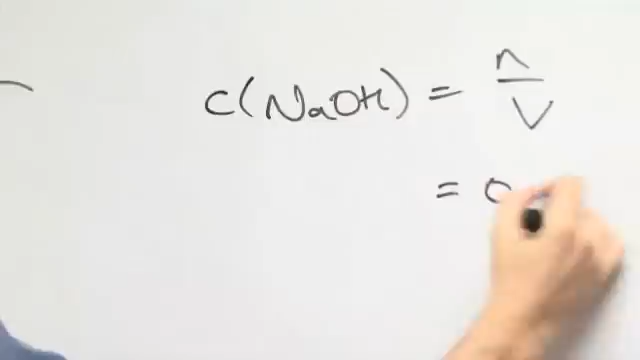 c(NaOH) = n/V
= 0